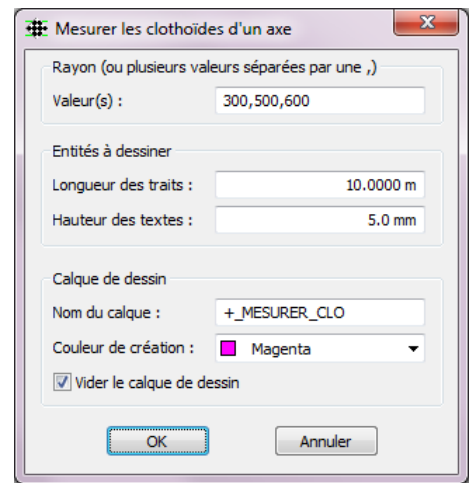 Mesurer les clothoïdes d'un axe
Rayon (ou plusieurs valeurs séparées par une ,)
Valeur(s) : 300,500,600
Entités à dessiner
Longueur des traits : 10.0000 m
Hauteur des textes : 5.0 mm
Calque de dessin
Nom du calque : +_MESURER_CLO
Couleur de création : Magenta
Vider le calque de dessin
OK Annuler